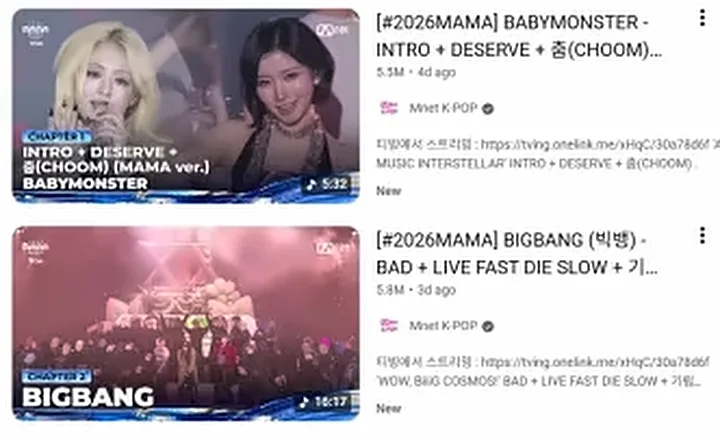 CHAPTER 1
INTRO + DESERVE +
춤(CHOOM) (MAMA ver.)
BABYMONSTER
5:32
[#2026MAMA] BABYMONSTER -
INTRO + DESERVE + 춤(CHOOM)...
5.5M • 4d ago
Mnet K-POP
티빙에서 스트리밍 : https://tving.onelink.me/xHqC/30a78d6f
MUSIC INTERSTELLAR' INTRO + DESERVE + 춤(CHOOM) .
New
CHAPTER 2
BIGBANG
16:17
[#2026MAMA] BIGBANG (빅뱅) -
BAD + LIVE FAST DIE SLOW + 기...
5.8M • 3d ago
Mnet K-POP
티빙에서 스트리밍 : https://tving.onelink.me/xHqC/30a78d6f
'WOW, BiiiG COSMOS!' BAD + LIVE FAST DIE SLOW + 기림...
New